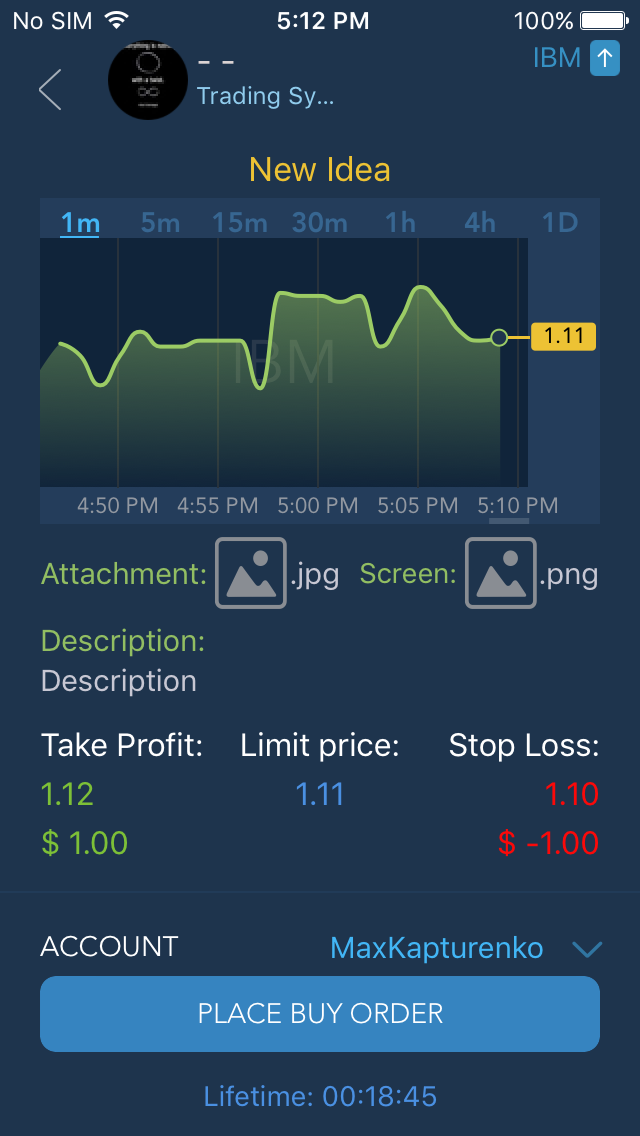 No SIM 5:12 PM 100%
- -
IBM ↑
Trading Sy...
New Idea
1m 5m 15m 30m 1h 4h 1D
IBM
1.11
4:50 PM 4:55 PM 5:00 PM 5:05 PM 5:10 PM
Attachment: .jpg Screen: .png
Description:
Description
Take Profit: Limit price: Stop Loss:
1.12 1.11 1.10
$ 1.00 $ -1.00
ACCOUNT MaxKapturenko
PLACE BUY ORDER
Lifetime: 00:18:45